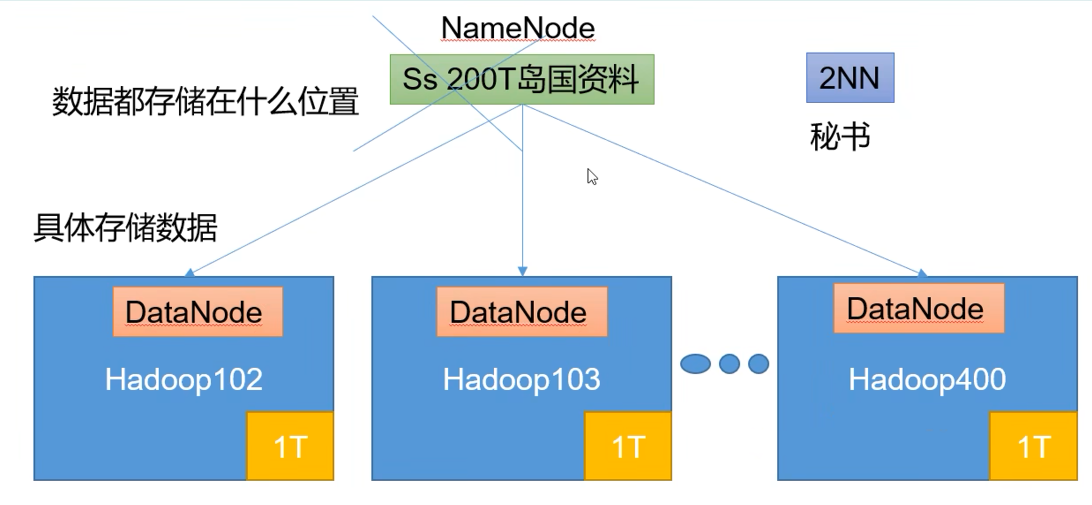 NameNode
Ss 200T岛国资料
2NN
数据都存储在什么位置
秘书
具体存储数据
DataNode
DataNode
DataNode
Hadoop102
Hadoop103
Hadoop400
1T
1T
1T